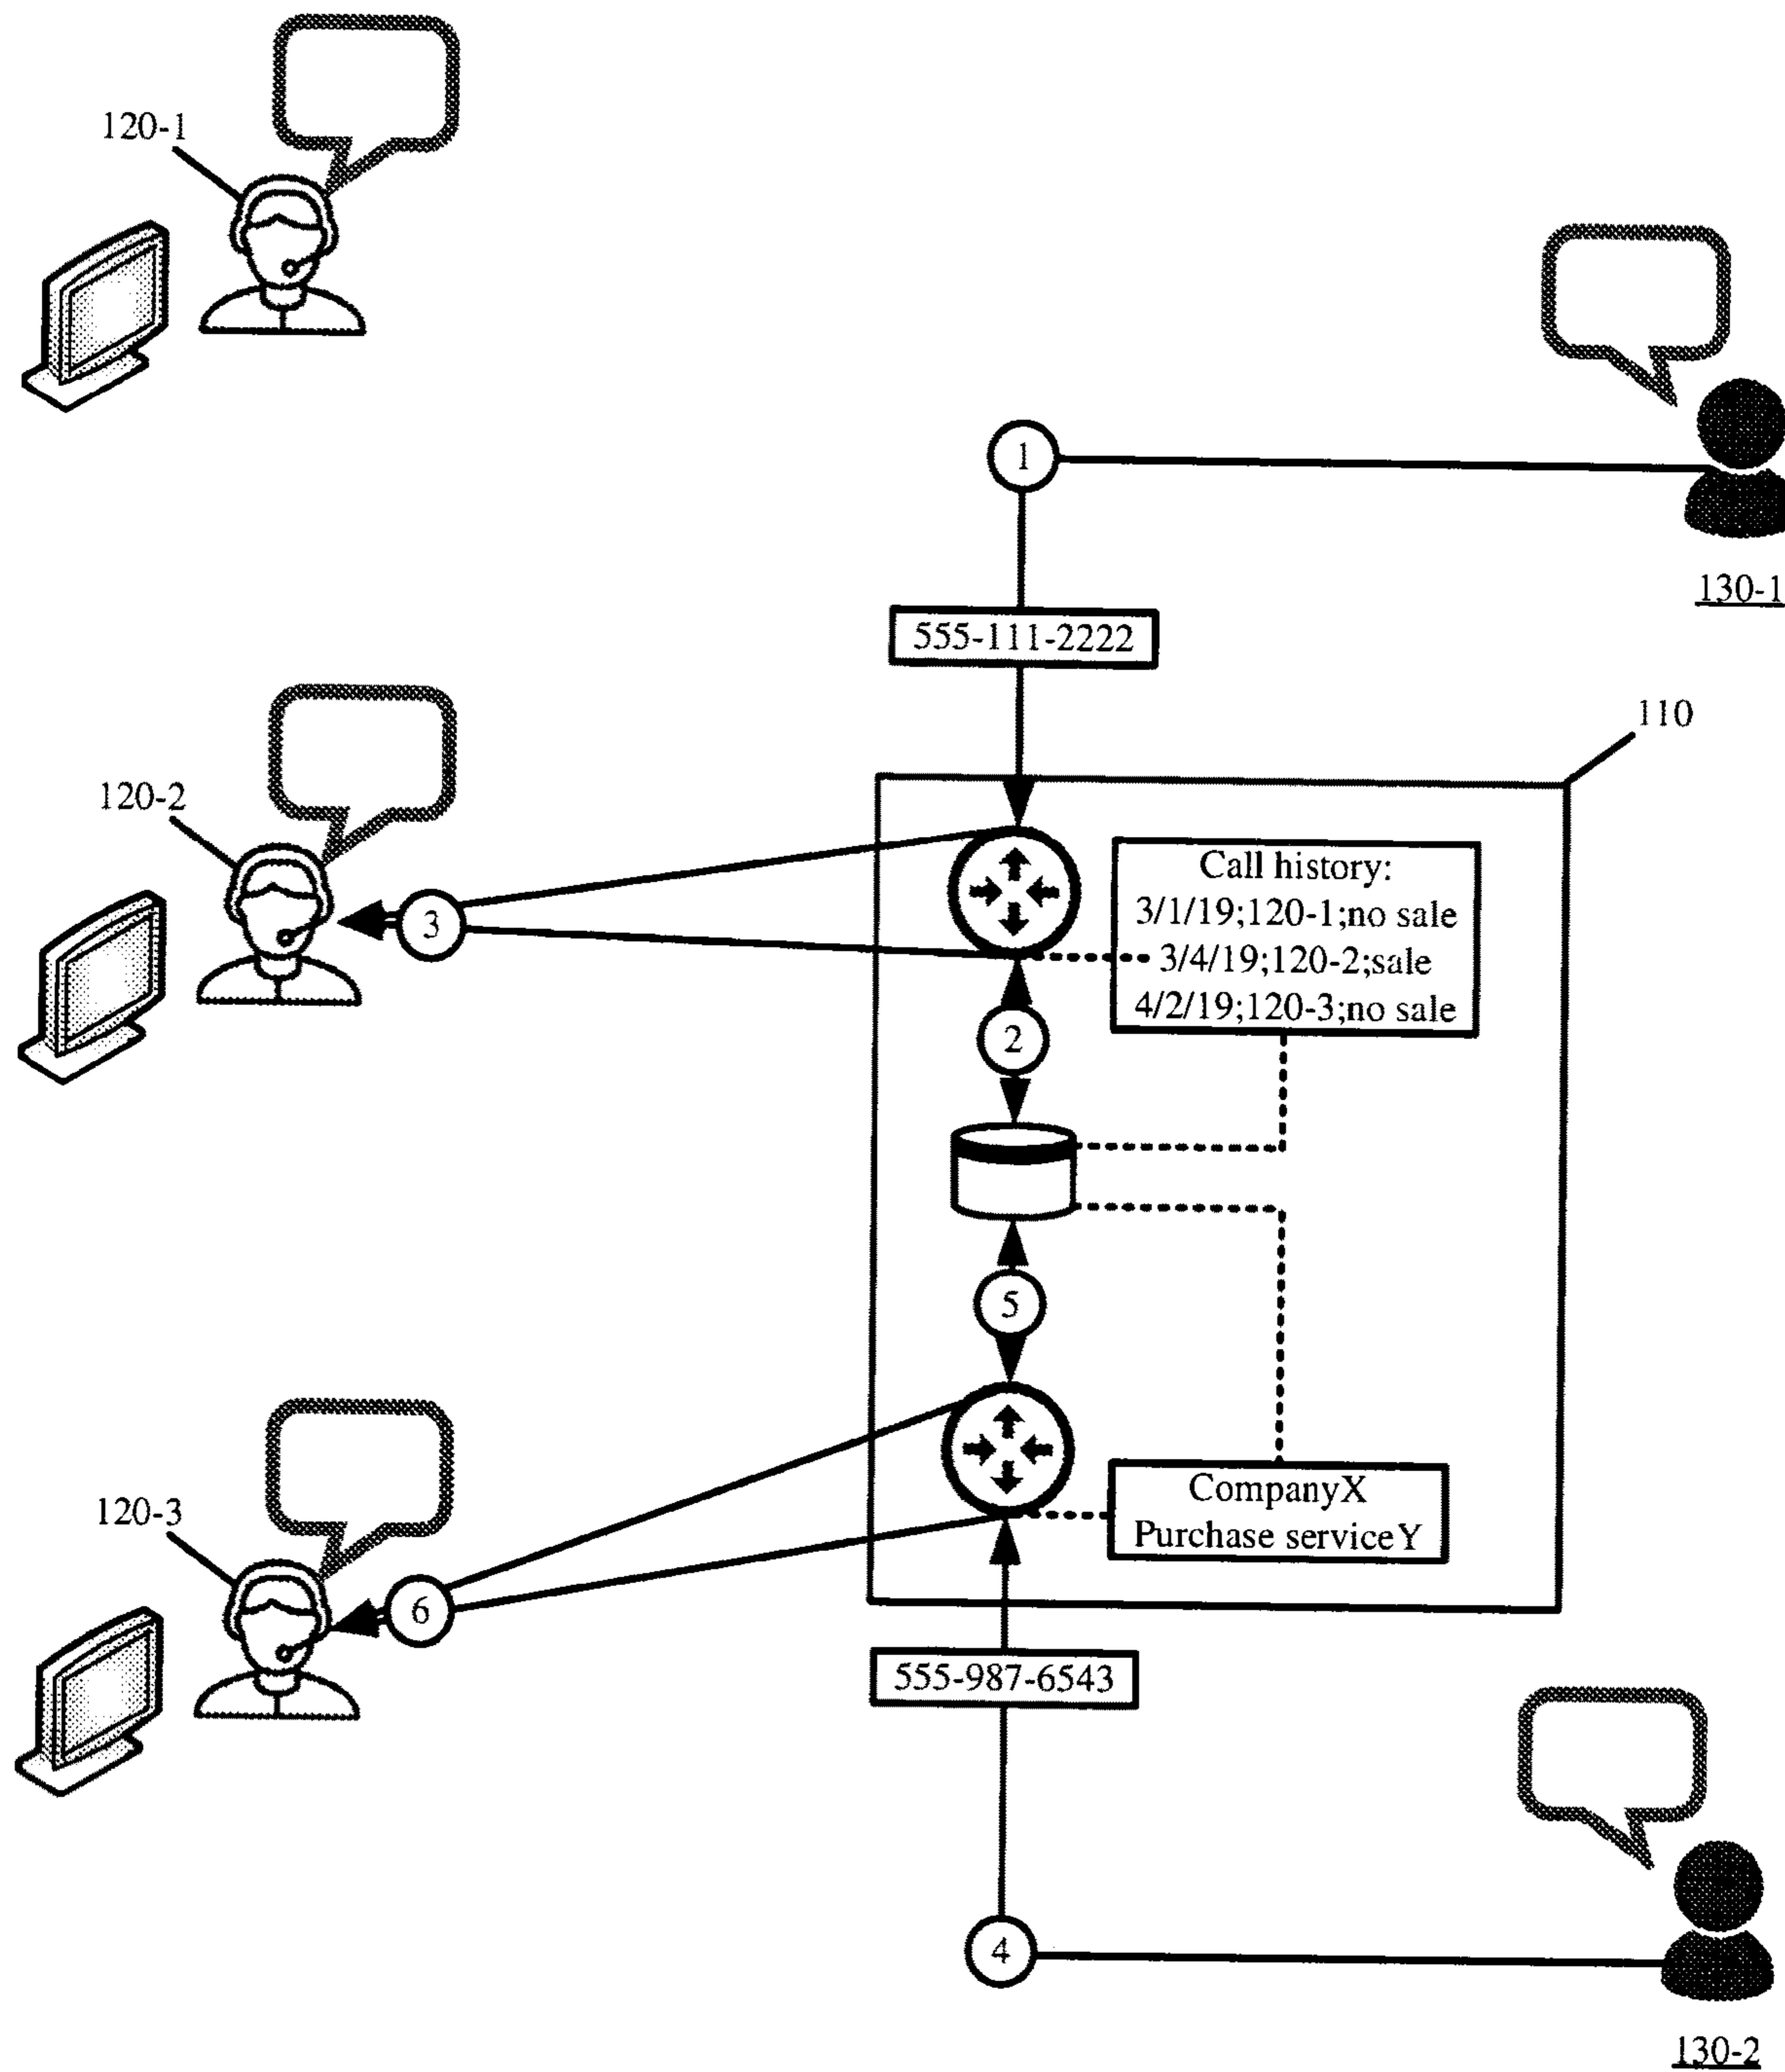 120-1
1
130-1
555-111-2222
110
120-2
3
Call history:
3/1/19;120-1;no sale
3/4/19;120-2;sale
4/2/19;120-3;no sale
2
5
120-3
CompanyX
Purchase serviceY
6
555-987-6543
4
130-2